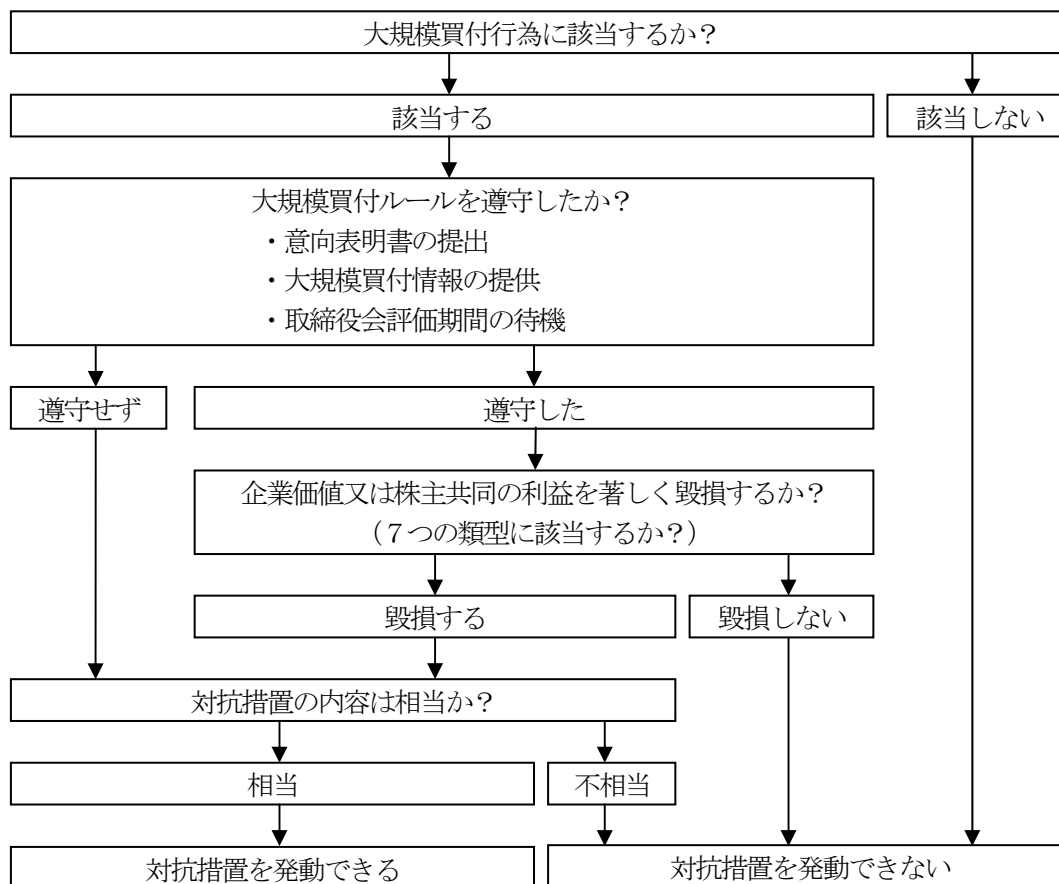 大規模買付行為に該当するか？
該当する
該当しない
大規模買付ルールを遵守したか？
・意向表明書の提出
・大規模買付情報の提供
・取締役会評価期間の待機
遵守せず
遵守した
企業価値又は株主共同の利益を著しく毀損するか？
（７つの類型に該当するか？）
毀損する
毀損しない
対抗措置の内容は相当か？
相当
不相当
対抗措置を発動できる
対抗措置を発動できない